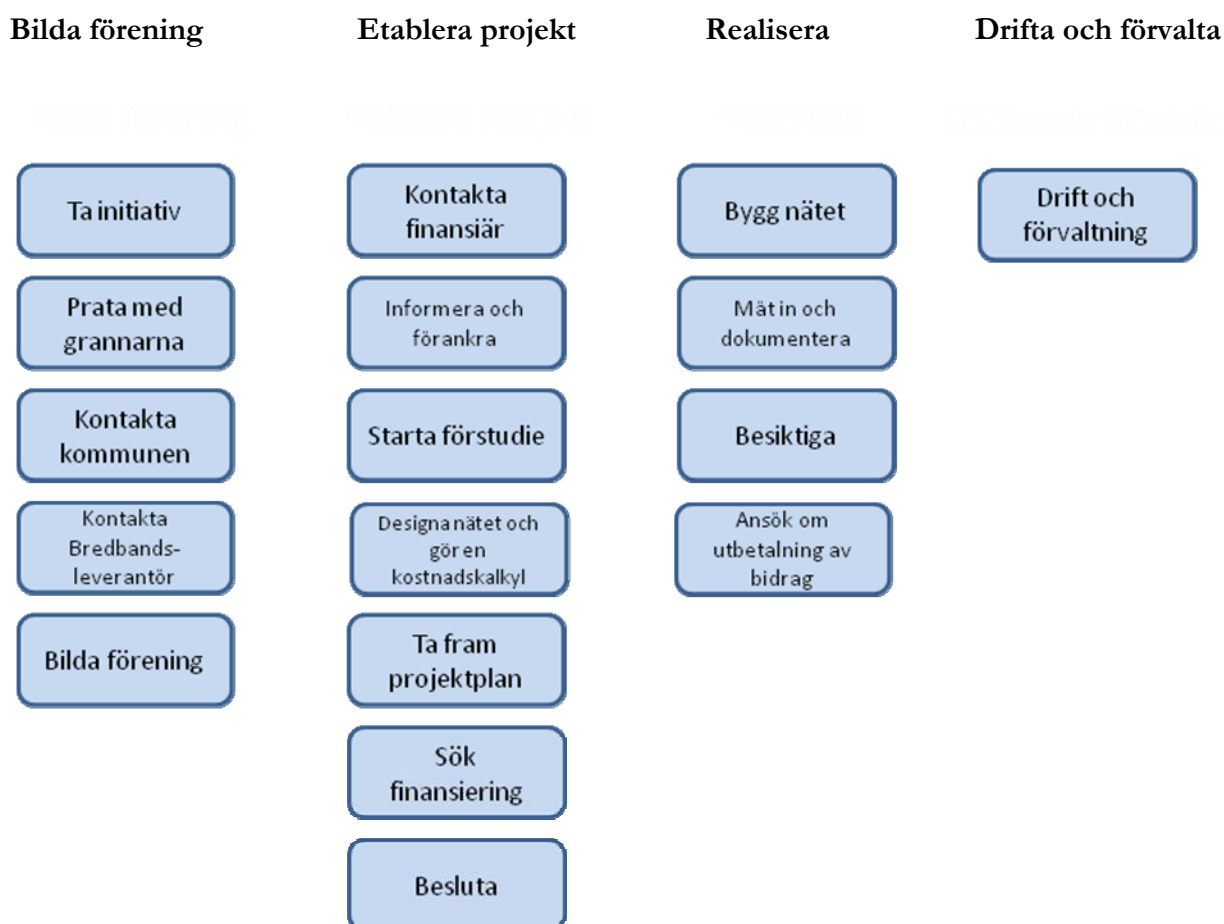 Bilda förening
Etablera projekt
Realisera
Drifta och förvalta
Ta initiativ
Prata med
grannarna
Kontakta
kommunen
Kontakta
Bredbands-
leverantör
Bilda förening
Kontakta
finansiär
Informera och
förankra
Starta förstudie
Designa nätet och
gör en
kostnadskalkyl
Ta fram
projektplan
Sök
finansiering
Besluta
Bygg nätet
Mät in och
dokumentera
Besiktiga
Ansök om
utbetalning av
bidrag
Drift och
förvaltning